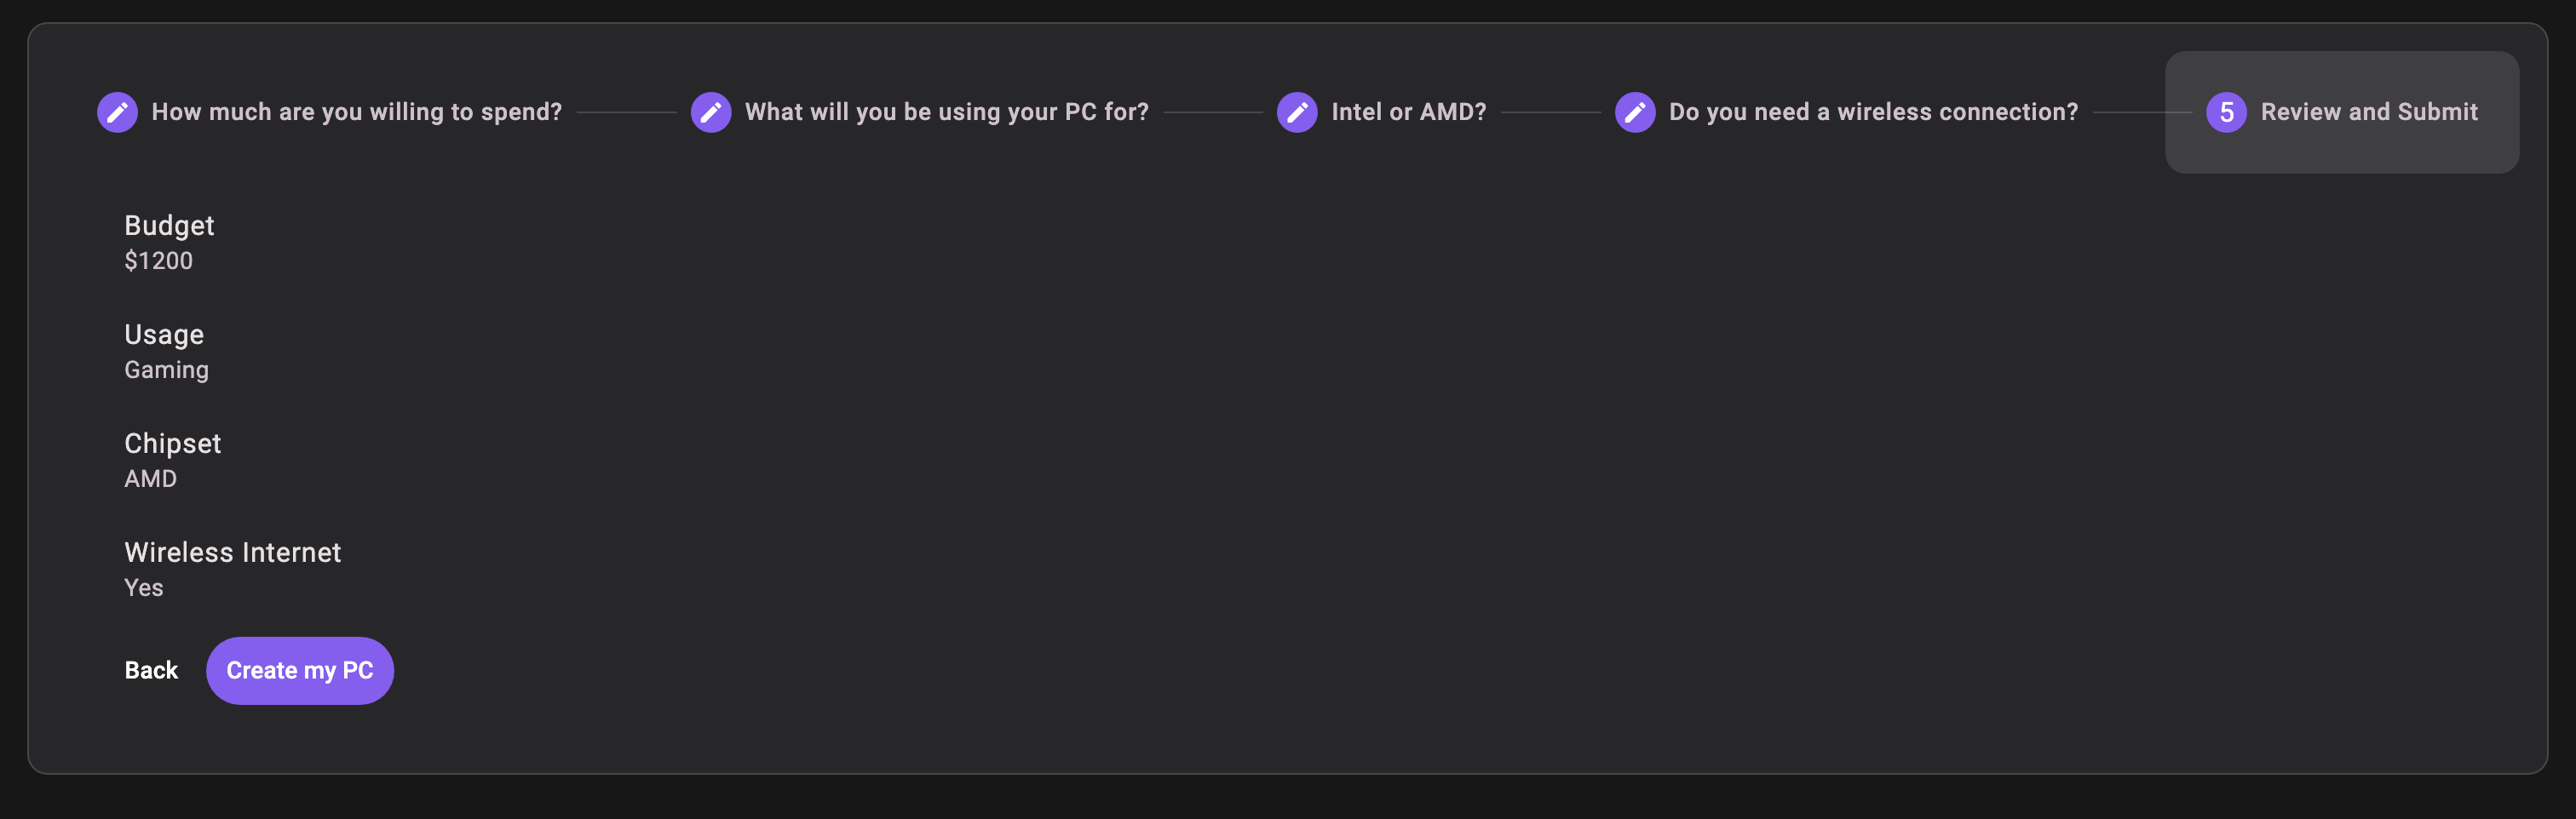 How much are you willing to spend?
What will you be using your PC for?
Intel or AMD?
Do you need a wireless connection?
5 Review and Submit
Budget
$1200
Usage
Gaming
Chipset
AMD
Wireless Internet
Yes
Back
Create my PC